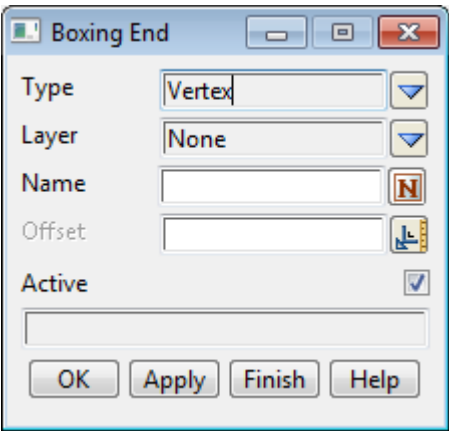 Boxing End
Type Vertex
Layer None
Name
Offset
Active
OK Apply Finish Help